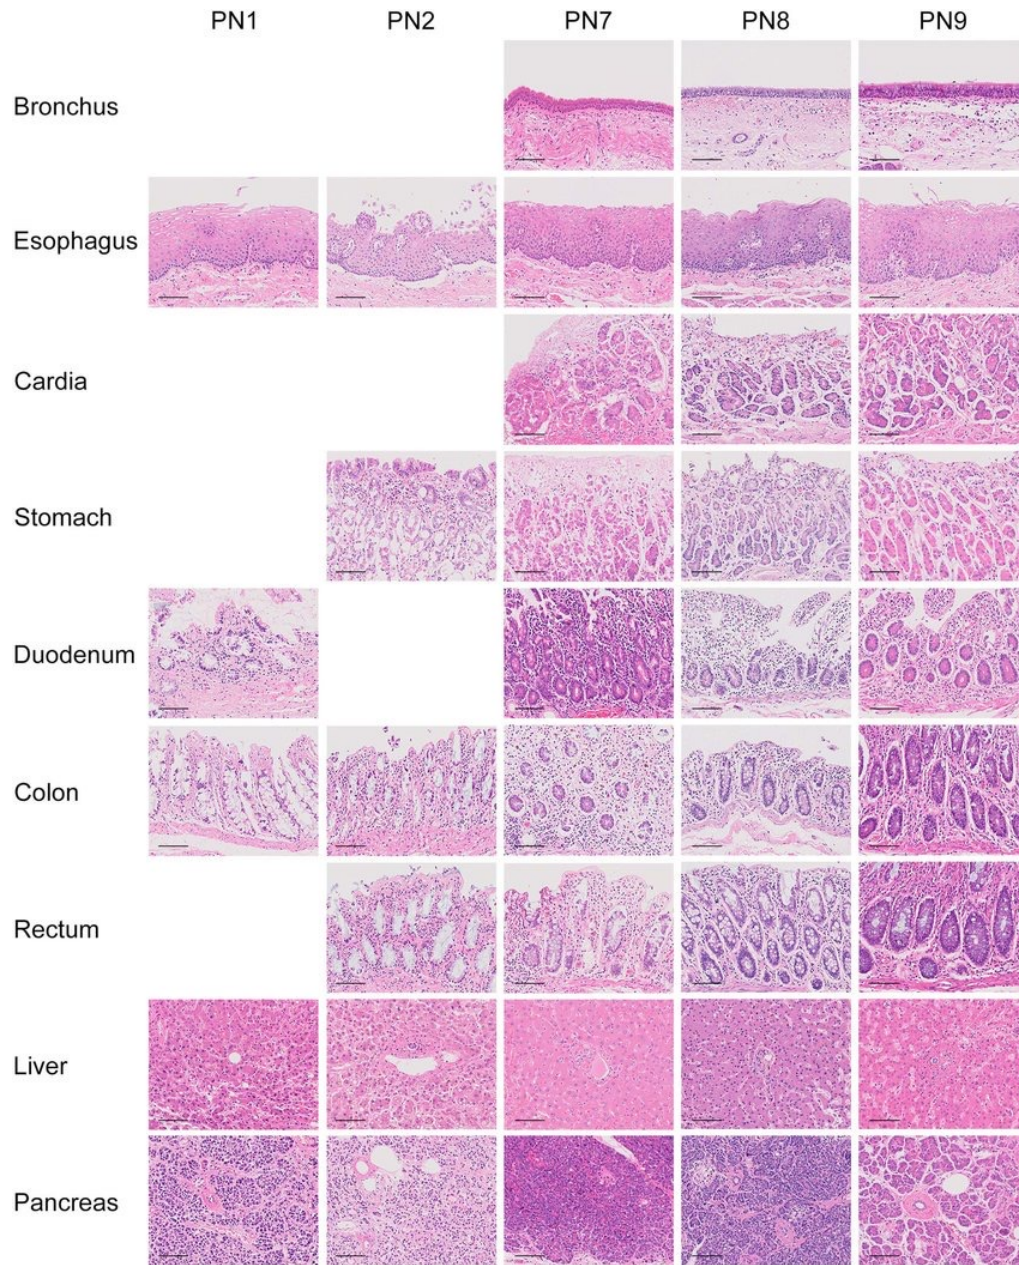 PN1 PN2 PN7 PN8 PN9
Bronchus
Esophagus
Cardia
Stomach
Duodenum
Colon
Rectum
Liver
Pancreas